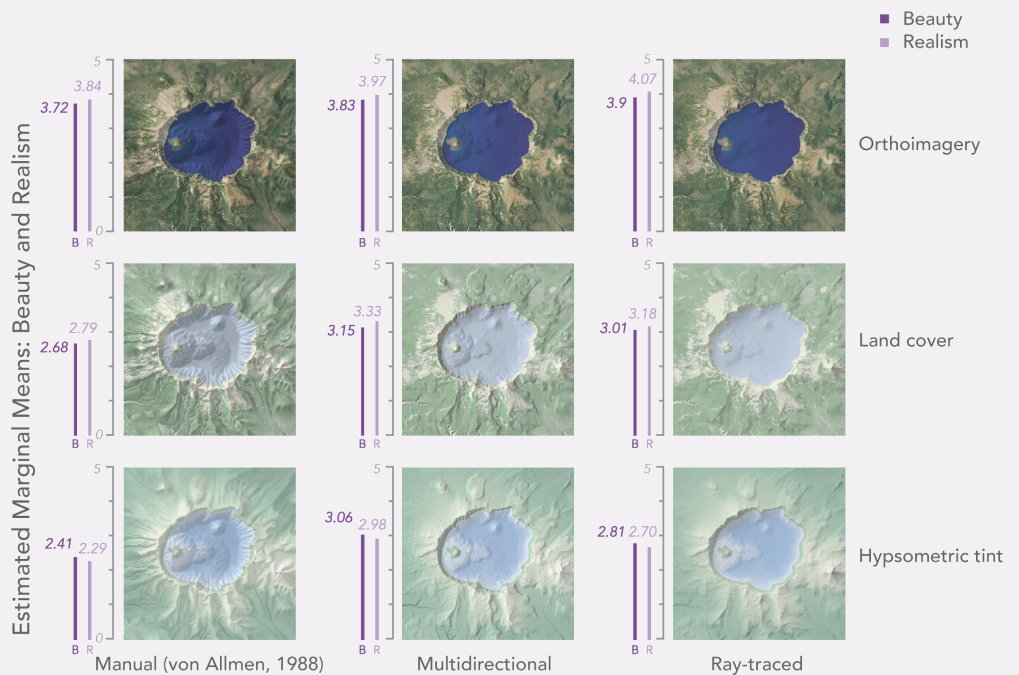 Beauty
Realism
Estimated Marginal Means: Beauty and Realism
5
3.84
3.72
0
B R
5
3.97
3.83
B R
5
4.07
3.9
B R
Orthoimagery
5
2.79
2.68
0
B R
5
3.33
3.15
B R
5
3.18
3.01
B R
Land cover
5
2.41 2.29
0
B R
5
3.06
2.98
B R
5
2.81 2.70
B R
Hypsometric tint
Manual (von Allmen, 1988)
Multidirectional
Ray-traced